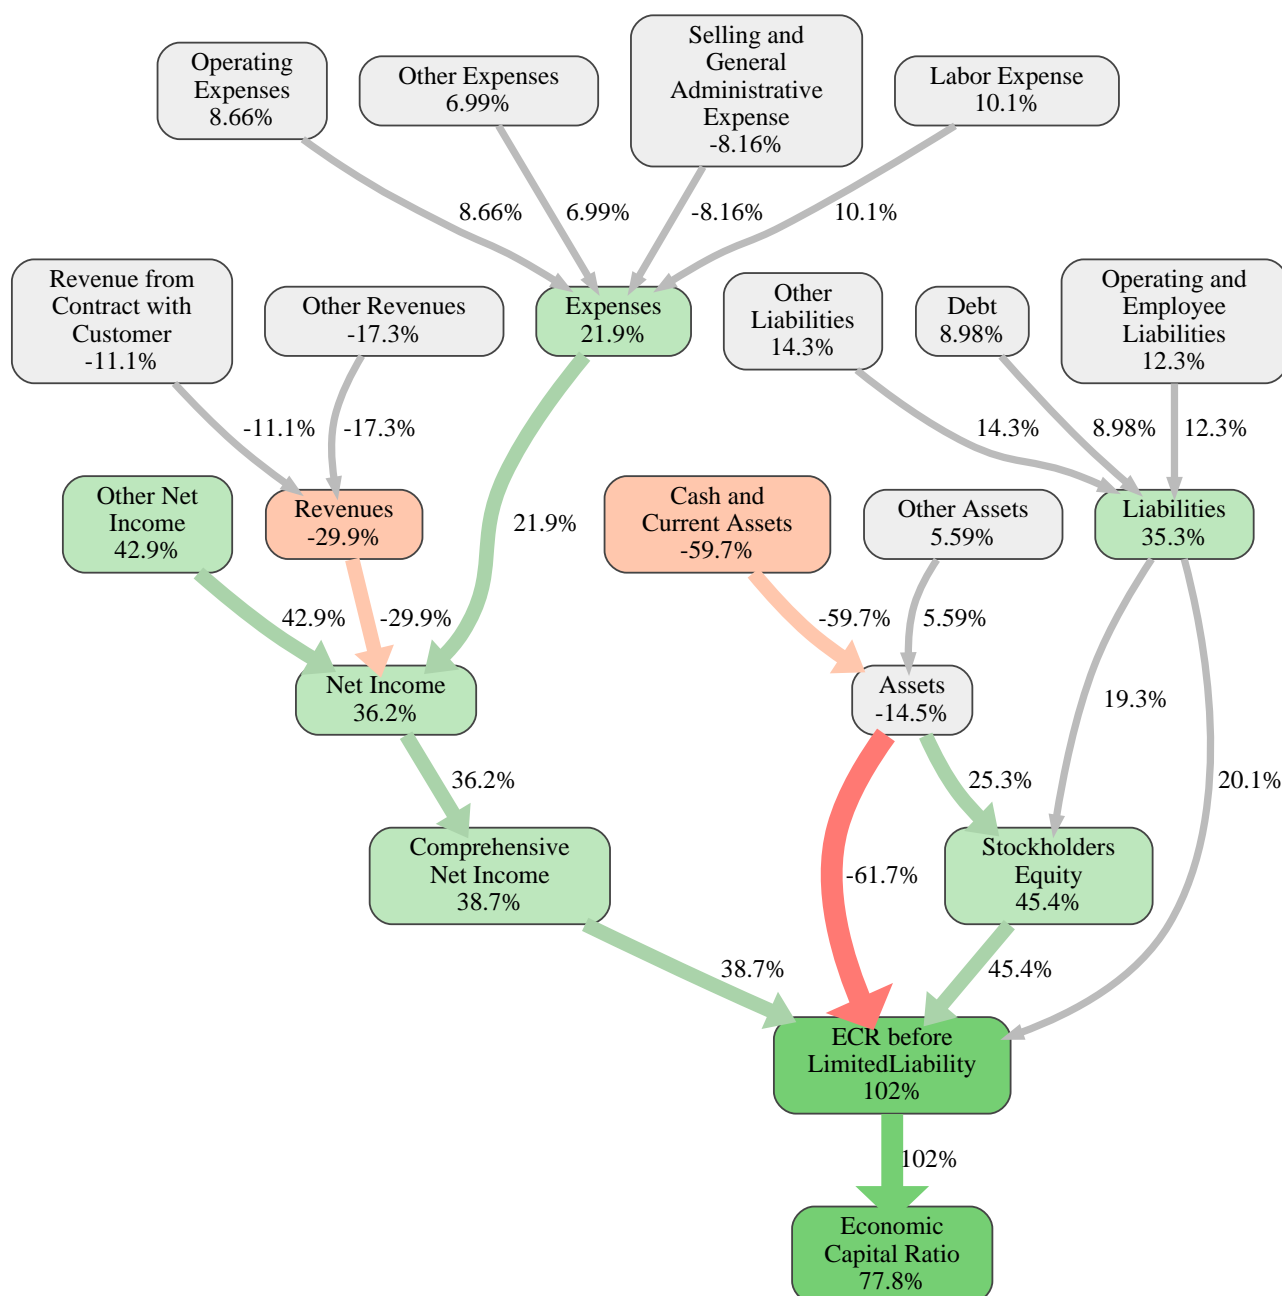 Operating
Expenses
8.66%
Other Expenses
6.99%
Selling and
General
Administrative
Expense
-8.16%
Labor Expense
10.1%
8.66%
6.99%
-8.16%
10.1%
Revenue from
Contract with
Customer
-11.1%
Other Revenues
-17.3%
Expenses
21.9%
Other
Liabilities
14.3%
Debt
8.98%
Operating and
Employee
Liabilities
12.3%
-11.1%
-17.3%
14.3%
8.98%
12.3%
Other Net
Income
42.9%
Revenues
-29.9%
21.9%
Cash and
Current Assets
-59.7%
Other Assets
5.59%
Liabilities
35.3%
42.9%
-29.9%
-59.7%
5.59%
Net Income
36.2%
Assets
-14.5%
19.3%
36.2%
25.3%
20.1%
Comprehensive
Net Income
38.7%
-61.7%
Stockholders
Equity
45.4%
38.7%
45.4%
ECR before
LimitedLiability
102%
102%
Economic
Capital Ratio
77.8%